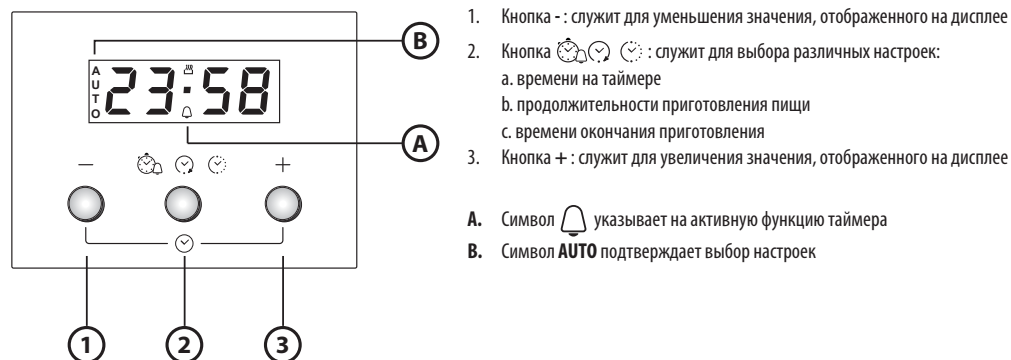 B
AUTO
23:58
A
− +
1 2 3
1. Кнопка - : служит для уменьшения значения, отображенного на дисплее
2. Кнопка : служит для выбора различных настроек:
a. времени на таймере
b. продолжительности приготовления пищи
c. времени окончания приготовления
3. Кнопка + : служит для увеличения значения, отображенного на дисплее
A. Символ указывает на активную функцию таймера
B. Символ AUTO подтверждает выбор настроек